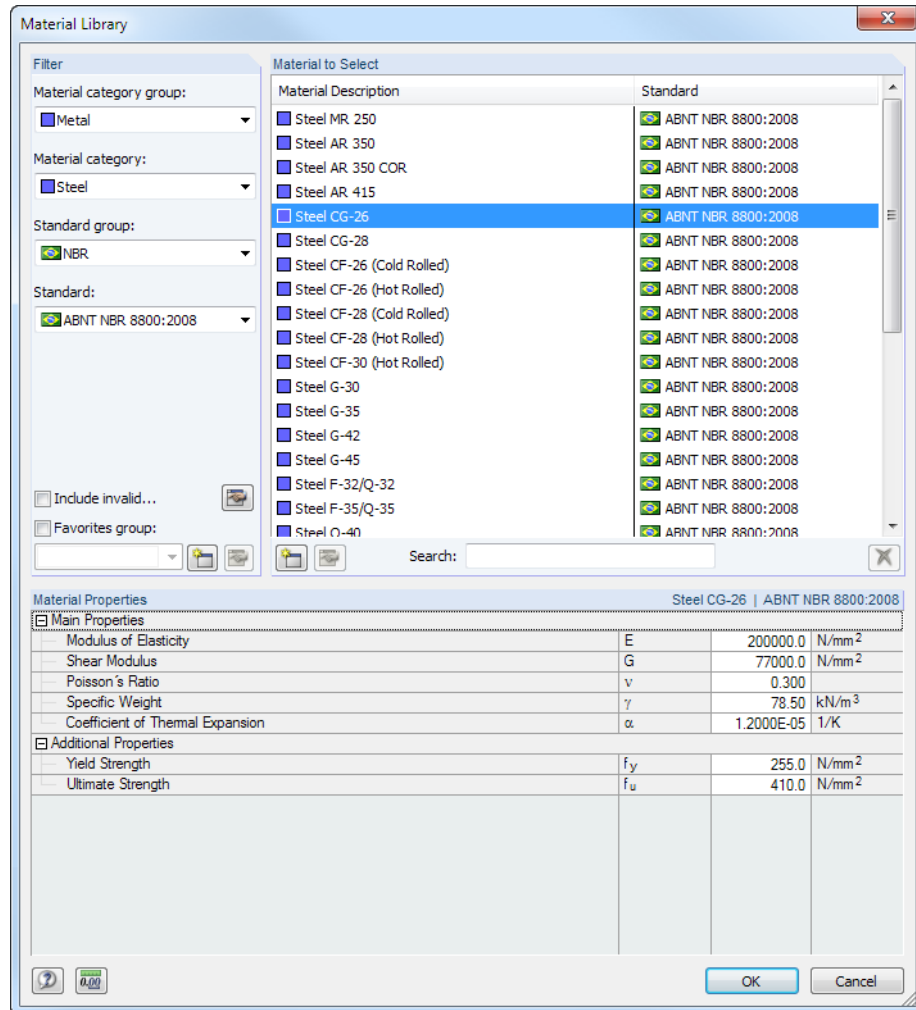 Material Library
Filter
Material category group:
Metal
Material category:
Steel
Standard group:
NBR
Standard:
ABNT NBR 8800:2008
Include invalid...
Favorites group:
Material to Select
Material Description Standard
Steel MR 250 ABNT NBR 8800:2008
Steel AR 350 ABNT NBR 8800:2008
Steel AR 350 COR ABNT NBR 8800:2008
Steel AR 415 ABNT NBR 8800:2008
Steel CG-26 ABNT NBR 8800:2008
Steel CG-28 ABNT NBR 8800:2008
Steel CF-26 (Cold Rolled) ABNT NBR 8800:2008
Steel CF-26 (Hot Rolled) ABNT NBR 8800:2008
Steel CF-28 (Cold Rolled) ABNT NBR 8800:2008
Steel CF-28 (Hot Rolled) ABNT NBR 8800:2008
Steel CF-30 (Hot Rolled) ABNT NBR 8800:2008
Steel G-30 ABNT NBR 8800:2008
Steel G-35 ABNT NBR 8800:2008
Steel G-42 ABNT NBR 8800:2008
Steel G-45 ABNT NBR 8800:2008
Steel F-32/Q-32 ABNT NBR 8800:2008
Steel F-35/Q-35 ABNT NBR 8800:2008
Steel Q-40 ABNT NBR 8800:2008
Search:
Material Properties Steel CG-26 | ABNT NBR 8800:2008
Main Properties
Modulus of Elasticity E 200000.0 N/mm²
Shear Modulus G 77000.0 N/mm²
Poisson´s Ratio ν 0.300
Specific Weight γ 78.50 kN/m³
Coefficient of Thermal Expansion α 1.2000E-05 1/K
Additional Properties
Yield Strength fy 255.0 N/mm²
Ultimate Strength fu 410.0 N/mm²
0.00
OK Cancel